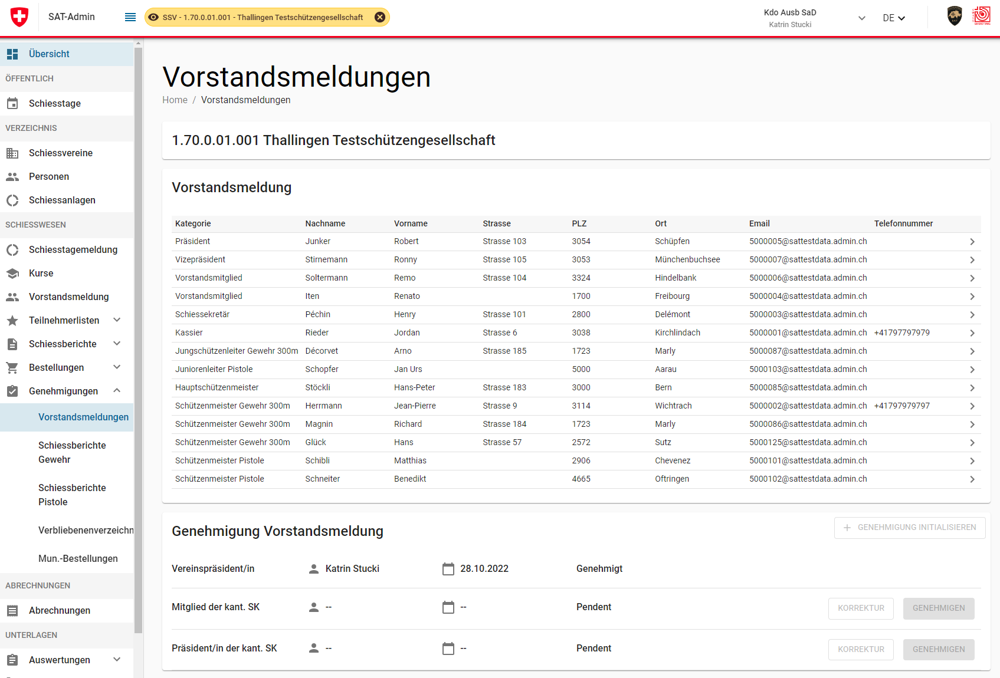 SAT-Admin
SSV - 1.70.0.01.001 - Thallingen Testschützengesellschaft
Kdo Ausb SaD
Katrin Stucki
DE
Übersicht
ÖFFENTLICH
Schiesstage
VERZEICHNIS
Schiessvereine
Personen
Schiessanlagen
SCHIESSWESEN
Schiesstagemeldung
Kurse
Vorstandsmeldung
Teilnehmerlisten
Schiessberichte
Bestellungen
Genehmigungen
Vorstandsmeldungen
Schiessberichte
Gewehr
Schiessberichte
Pistole
Verbliebenenverzeichn
Mun.-Bestellungen
ABRECHNUNGEN
Abrechnungen
UNTERLAGEN
Auswertungen
Vorstandsmeldungen
Home / Vorstandsmeldungen
1.70.0.01.001 Thallingen Testschützengesellschaft
Vorstandsmeldung
Kategorie Nachname Vorname Strasse PLZ Ort Email Telefonnummer
Präsident Junker Robert Strasse 103 3054 Schüpfen 5000005@sattestdata.admin.ch
Vizepräsident Stirnemann Ronny Strasse 105 3053 Münchenbuchsee 5000007@sattestdata.admin.ch
Vorstandsmitglied Soltermann Remo Strasse 104 3324 Hindelbank 5000006@sattestdata.admin.ch
Vorstandsmitglied Iten Renato 1700 Freibourg 5000004@sattestdata.admin.ch
Schiessekretär Péchin Henry Strasse 101 2800 Delémont 5000003@sattestdata.admin.ch
Kassier Rieder Jordan Strasse 6 3038 Kirchlindach 5000001@sattestdata.admin.ch +41797797979
Jungschützenleiter Gewehr 300m Décorvet Arno Strasse 185 1723 Marly 5000087@sattestdata.admin.ch
Juniorenleiter Pistole Schopfer Jan Urs 5000 Aarau 5000103@sattestdata.admin.ch
Hauptschützenmeister Stöckli Hans-Peter Strasse 183 3000 Bern 5000085@sattestdata.admin.ch
Schützenmeister Gewehr 300m Herrmann Jean-Pierre Strasse 9 3114 Wichtrach 5000002@sattestdata.admin.ch +41797979797
Schützenmeister Gewehr 300m Magnin Richard Strasse 184 1723 Marly 5000086@sattestdata.admin.ch
Schützenmeister Gewehr 300m Glück Hans Strasse 57 2572 Sutz 5000125@sattestdata.admin.ch
Schützenmeister Pistole Schibli Matthias 2906 Chevenez 5000101@sattestdata.admin.ch
Schützenmeister Pistole Schneiter Benedikt 4665 Oftringen 5000102@sattestdata.admin.ch
Genehmigung Vorstandsmeldung
+ GENEHMIGUNG INITIALISIEREN
Vereinspräsident/in Katrin Stucki 28.10.2022 Genehmigt
Mitglied der kant. SK -- -- Pendent KORREKTUR GENEHMIGEN
Präsident/in der kant. SK -- -- Pendent KORREKTUR GENEHMIGEN